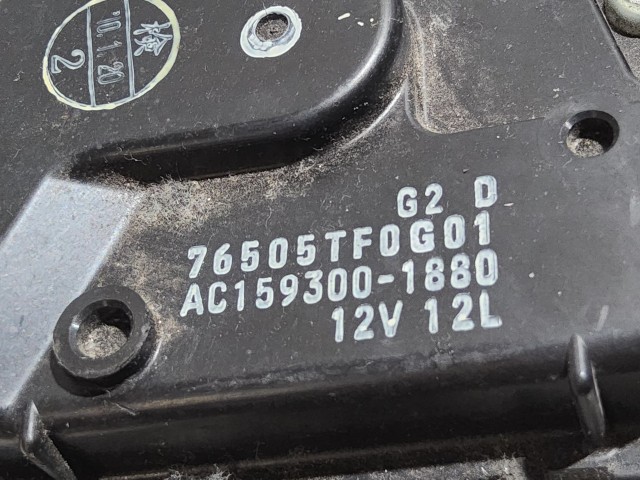 検
'10.1.20
2
G2 D
76505TF0G01
AC159300-1880
12V 12L